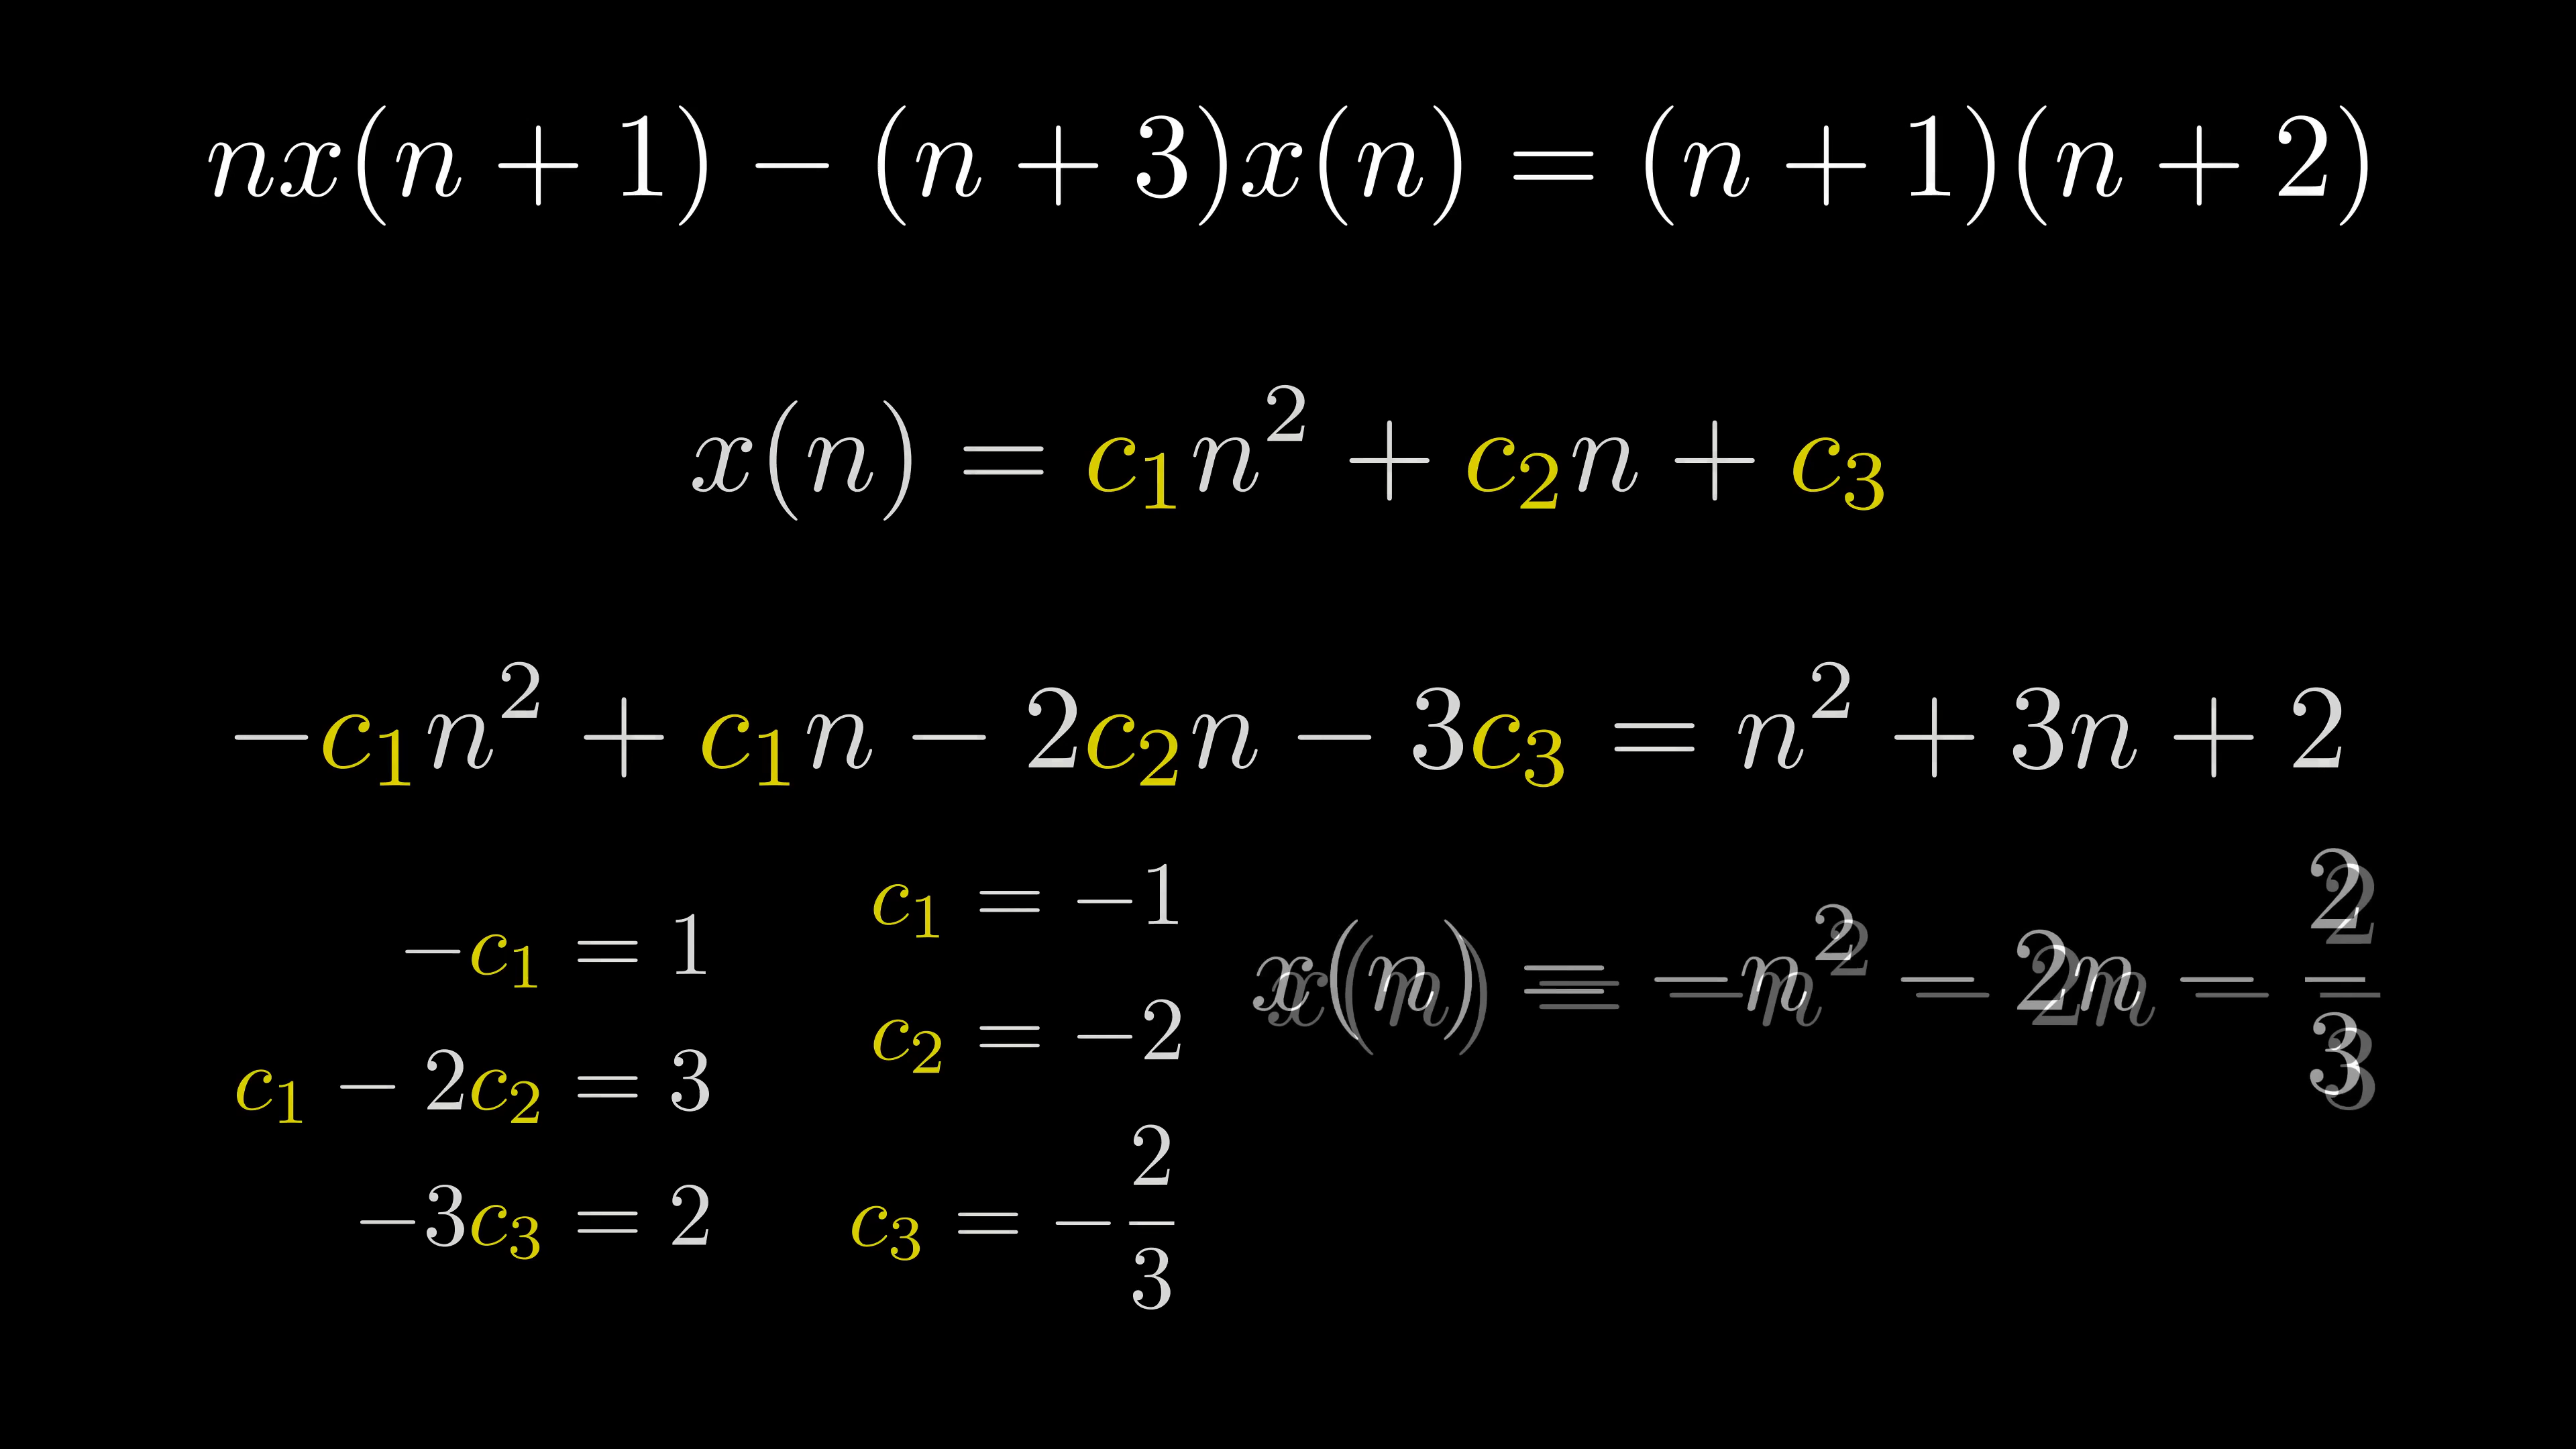 nx(n + 1) − (n + 3)x(n) = (n + 1)(n + 2)
x(n) = c₁n² + c₂n + c₃
−c₁n² + c₁n − 2c₂n − 3c₃ = n² + 3n + 2
−c₁ = 1
c₁ − 2c₂ = 3
−3c₃ = 2
c₁ = −1
c₂ = −2
c₃ = −2/3
x(n) = −n² − 2n − 2/3